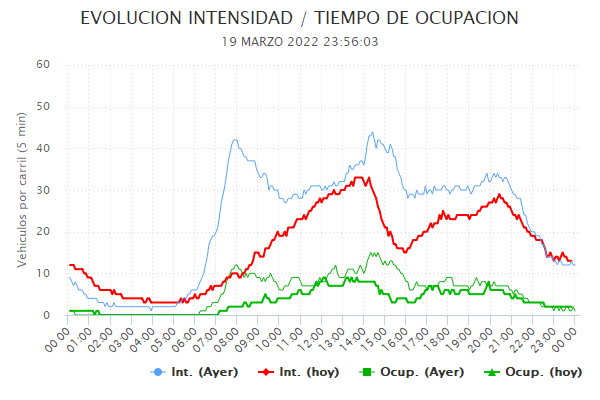 EVOLUCION INTENSIDAD / TIEMPO DE OCUPACION
19 MARZO 2022 23:56:03
Vehiculos por carril (5 min)
60
50
40
30
20
10
0
00:00 01:00 02:00 03:00 04:00 05:00 06:00 07:00 08:00 09:00 10:00 11:00 12:00 13:00 14:00 15:00 16:00 17:00 18:00 19:00 20:00 21:00 22:00 23:00 00:00
Int. (Ayer) Int. (hoy) Ocup. (Ayer) Ocup. (hoy)